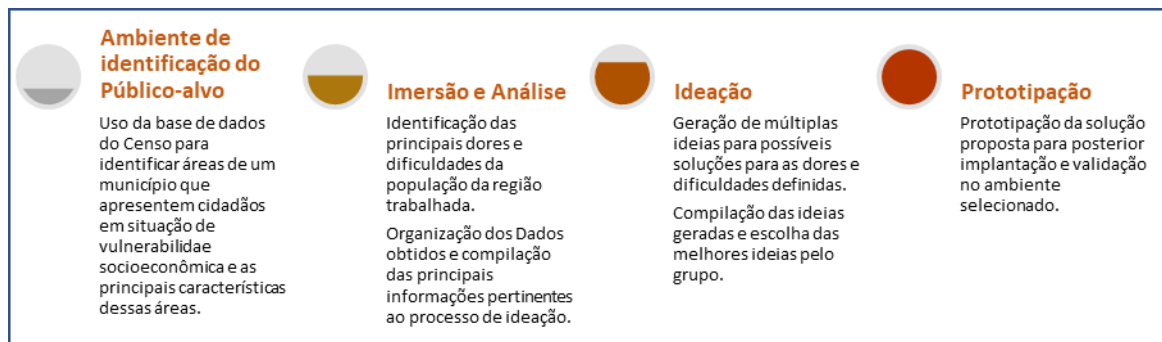 Ambiente de
identificação do
Público-alvo
Uso da base de dados
do Censo para
identificar áreas de um
município que
apresentem cidadãos
em situação de
vulnerabilidae
socioeconômica e as
principais características
dessas áreas.
Imersão e Análise
Identificação das
principais dores e
dificuldades da
população da região
trabalhada.
Organização dos Dados
obtidos e compilação
das principais
informações pertinentes
ao processo de ideação.
Ideação
Geração de múltiplas
ideias para possíveis
soluções para as dores e
dificuldades definidas.
Compilação das ideias
geradas e escolha das
melhores ideias pelo
grupo.
Prototipação
Prototipação da solução
proposta para posterior
implantação e validação
no ambiente
selecionado.